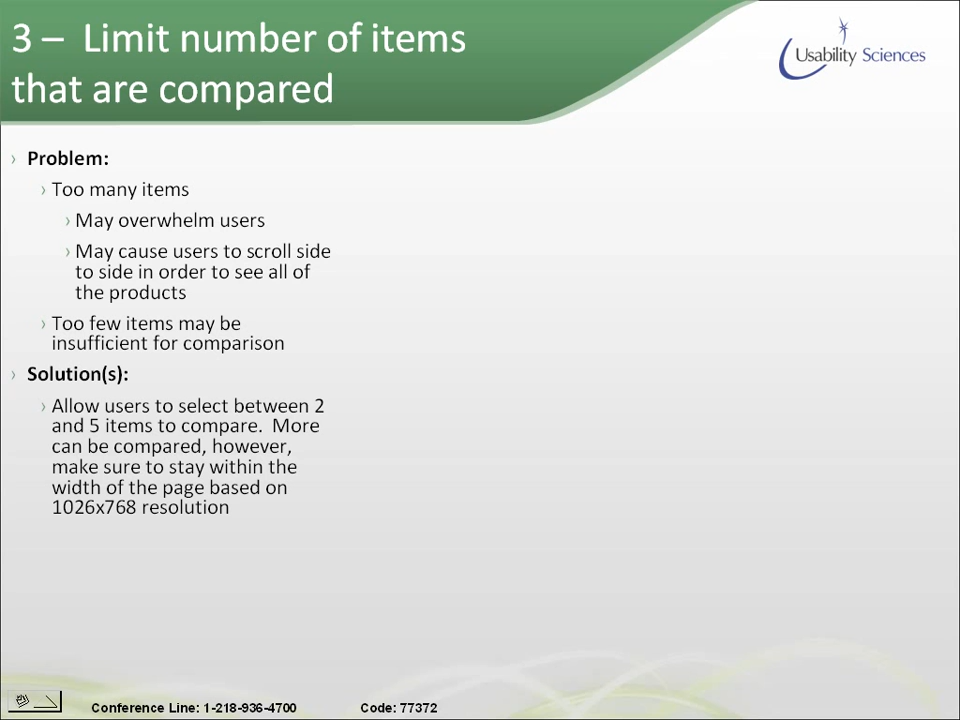 3 – Limit number of items
that are compared
Usability Sciences
› Problem:
› Too many items
› May overwhelm users
› May cause users to scroll side
to side in order to see all of
the products
› Too few items may be
insufficient for comparison
› Solution(s):
› Allow users to select between 2
and 5 items to compare. More
can be compared, however,
make sure to stay within the
width of the page based on
1026x768 resolution
Conference Line: 1-218-936-4700 Code: 77372